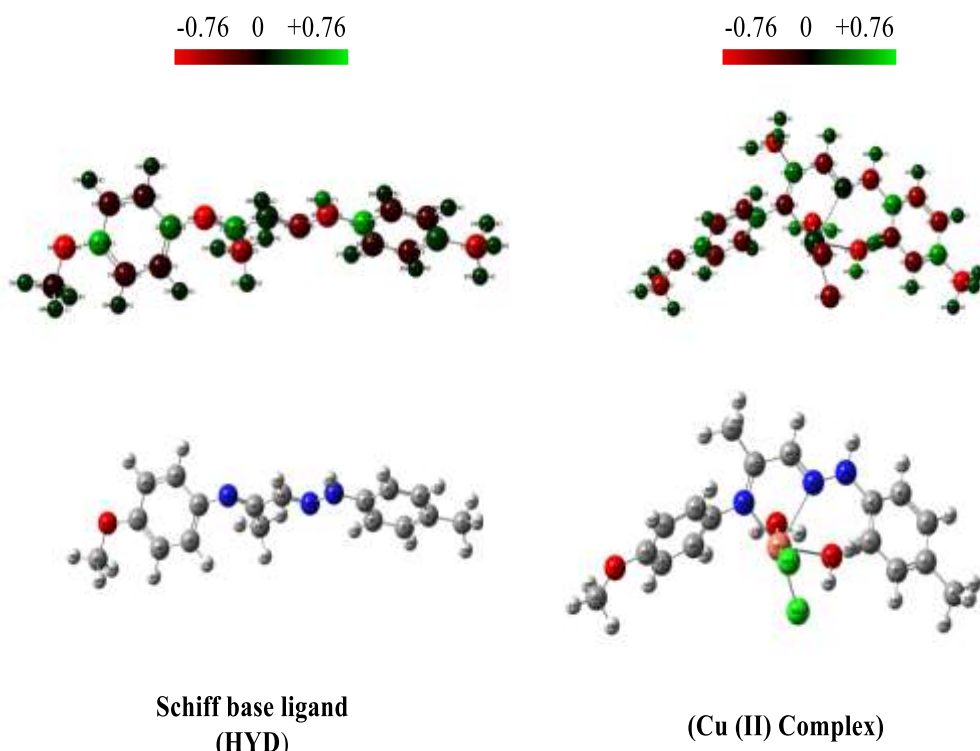 -0.76 0 +0.76
-0.76 0 +0.76
Schiff base ligand
(HYD)
(Cu (II) Complex)